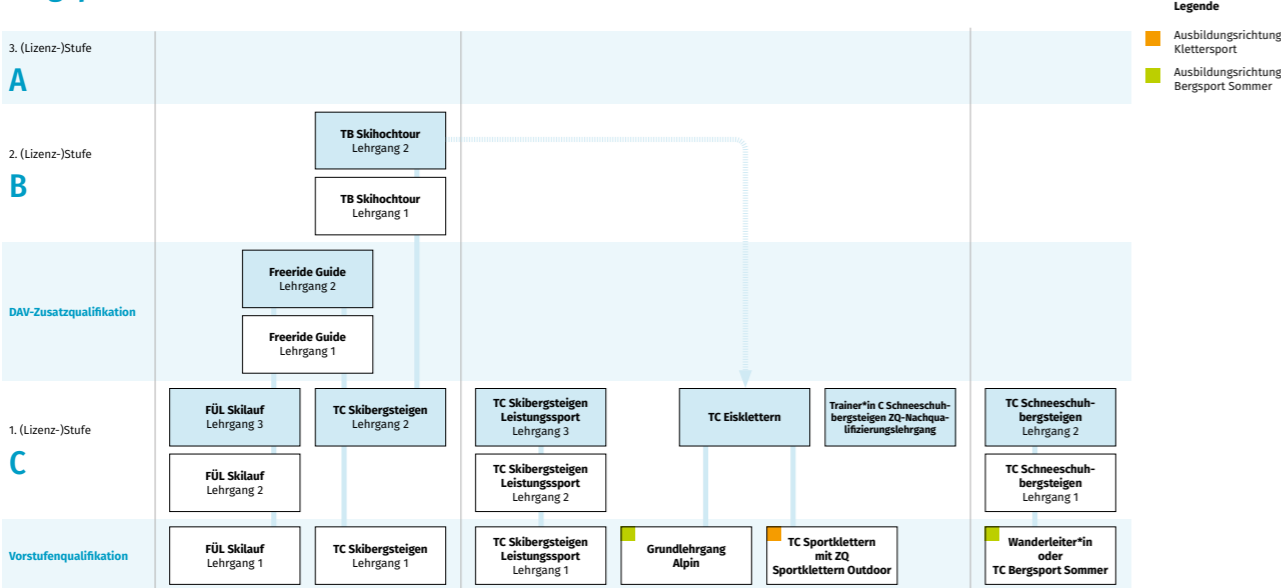 Legende
Ausbildungsrichtung
Klettersport
Ausbildungsrichtung
Bergsport Sommer
3. (Lizenz-)Stufe
A
2. (Lizenz-)Stufe
B
TB Skihochtour
Lehrgang 2
TB Skihochtour
Lehrgang 1
DAV-Zusatzqualifikation
Freeride Guide
Lehrgang 2
Freeride Guide
Lehrgang 1
1. (Lizenz-)Stufe
C
FÜL Skilauf
Lehrgang 3
TC Skibergsteigen
Lehrgang 2
TC Skibergsteigen
Leistungssport
Lehrgang 3
TC Eisklettern
Trainer*in C Schneeschuh-
bergsteigen ZQ-Nachqua-
lifizierungslehrgang
TC Schneeschuh-
bergsteigen
Lehrgang 2
FÜL Skilauf
Lehrgang 2
TC Skibergsteigen
Leistungssport
Lehrgang 2
TC Schneeschuh-
bergsteigen
Lehrgang 1
Vorstufenqualifikation
FÜL Skilauf
Lehrgang 1
TC Skibergsteigen
Lehrgang 1
TC Skibergsteigen
Leistungssport
Lehrgang 1
Grundlehrgang
Alpin
TC Sportklettern
mit ZQ
Sportklettern Outdoor
Wanderleiter*in
oder
TC Bergsport Sommer